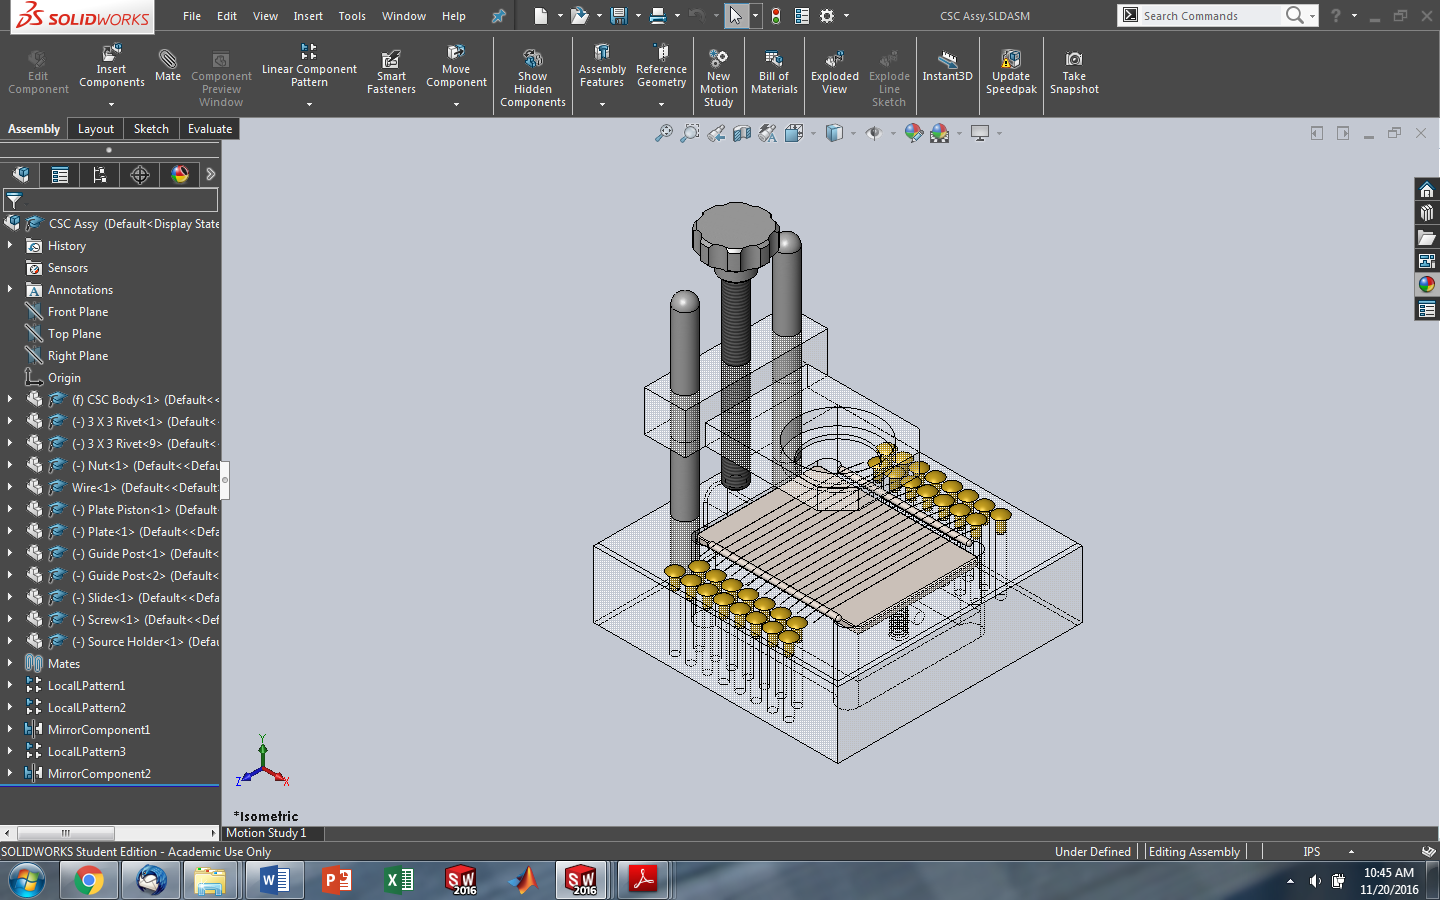 SOLIDWORKS File Edit View Insert Tools Window Help CSC Assy.SLDASM Search Commands ?
Edit Component
Insert Components
Mate
Component Preview Window
Linear Component Pattern
Smart Fasteners
Move Component
Show Hidden Components
Assembly Features
Reference Geometry
New Motion Study
Bill of Materials
Exploded View
Explode Line Sketch
Instant3D
Update Speedpak
Take Snapshot
Assembly Layout Sketch Evaluate
CSC Assy (Default<Display State
History
Sensors
Annotations
Front Plane
Top Plane
Right Plane
Origin
(f) CSC Body<1> (Default<<
(-) 3 X 3 Rivet<1> (Default<
(-) 3 X 3 Rivet<9> (Default<
(-) Nut<1> (Default<<Defau
Wire<1> (Default<<Default
(-) Plate Piston<1> (Default
(-) Plate<1> (Default<<Defa
(-) Guide Post<1> (Default<
(-) Guide Post<2> (Default<
(-) Slide<1> (Default<<Defa
(-) Screw<1> (Default<<Def
(-) Source Holder<1> (Defau
Mates
LocalLPattern1
LocalLPattern2
MirrorComponent1
LocalLPattern3
MirrorComponent2
Y
Z X
*Isometric
Motion Study 1
SOLIDWORKS Student Edition - Academic Use Only Under Defined Editing Assembly IPS
SW 2016 SW 2016
10:45 AM
11/20/2016